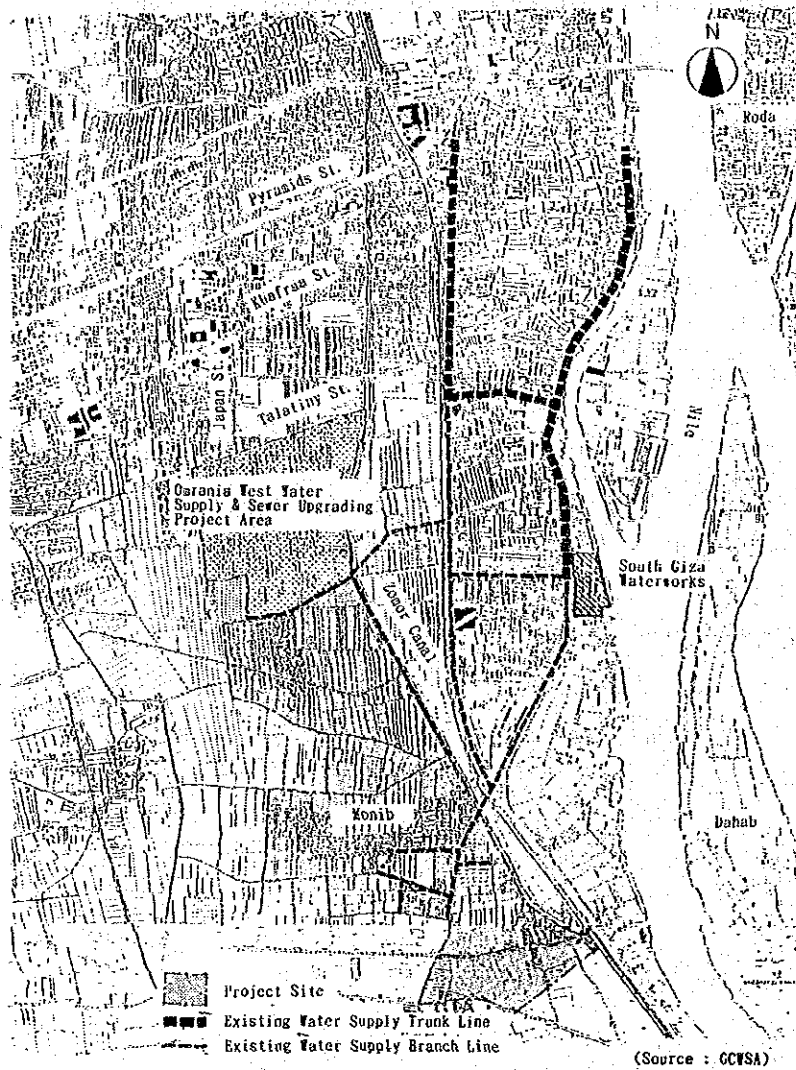 N
Roda
Pyramids St.
Khafraa St.
Japan St.
Talatiny St.
Nile
Oarania West Water
Supply & Sewer Upgrading
Project Area
South Giza
Waterworks
Zomor Canal
Monib
Dahab
Project Site
Existing Water Supply Trunk Line
Existing Water Supply Branch Line
(Source : GCWSA)